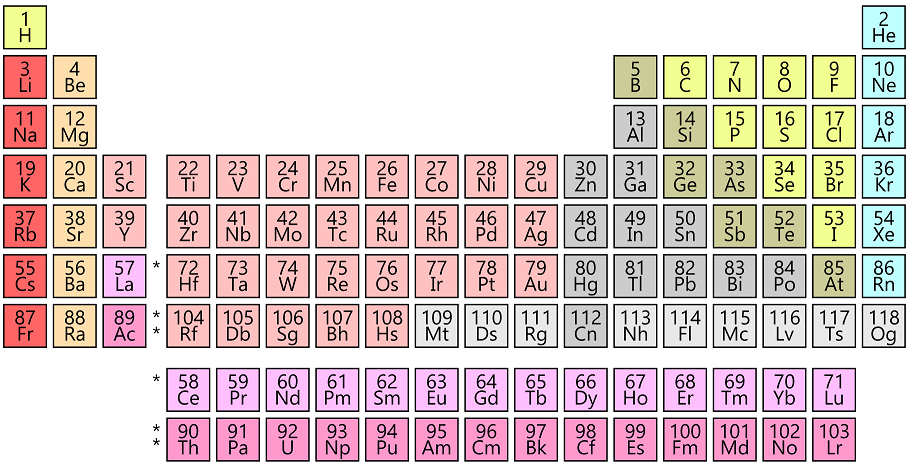 1 2
H He
3 4 5 6 7 8 9 10
Li Be B C N O F Ne
11 12 13 14 15 16 17 18
Na Mg Al Si P S Cl Ar
19 20 21 22 23 24 25 26 27 28 29 30 31 32 33 34 35 36
K Ca Sc Ti V Cr Mn Fe Co Ni Cu Zn Ga Ge As Se Br Kr
37 38 39 40 41 42 43 44 45 46 47 48 49 50 51 52 53 54
Rb Sr Y Zr Nb Mo Tc Ru Rh Pd Ag Cd In Sn Sb Te I Xe
55 56 57 * 72 73 74 75 76 77 78 79 80 81 82 83 84 85 86
Cs Ba La Hf Ta W Re Os Ir Pt Au Hg Tl Pb Bi Po At Rn
87 88 89 * 104 105 106 107 108 109 110 111 112 113 114 115 116 117 118
Fr Ra Ac * Rf Db Sg Bh Hs Mt Ds Rg Cn Nh Fl Mc Lv Ts Og
* 58 59 60 61 62 63 64 65 66 67 68 69 70 71
Ce Pr Nd Pm Sm Eu Gd Tb Dy Ho Er Tm Yb Lu
* 90 91 92 93 94 95 96 97 98 99 100 101 102 103
* Th Pa U Np Pu Am Cm Bk Cf Es Fm Md No Lr